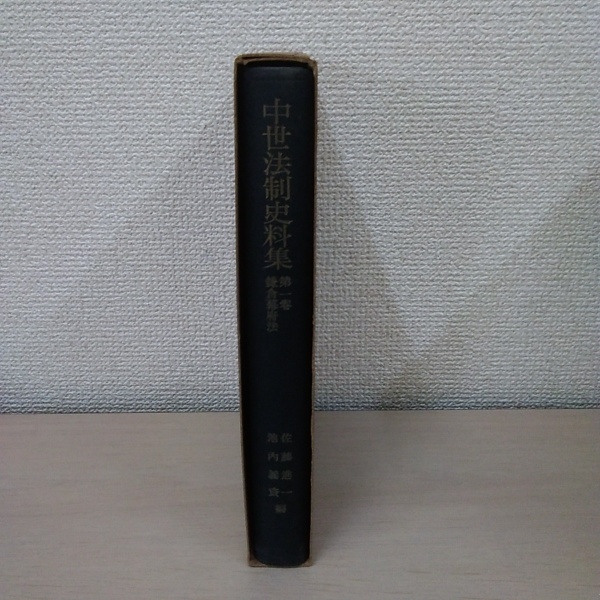 中世法制史料集
第一巻
鎌倉幕府法
佐藤進一
池内義資
編